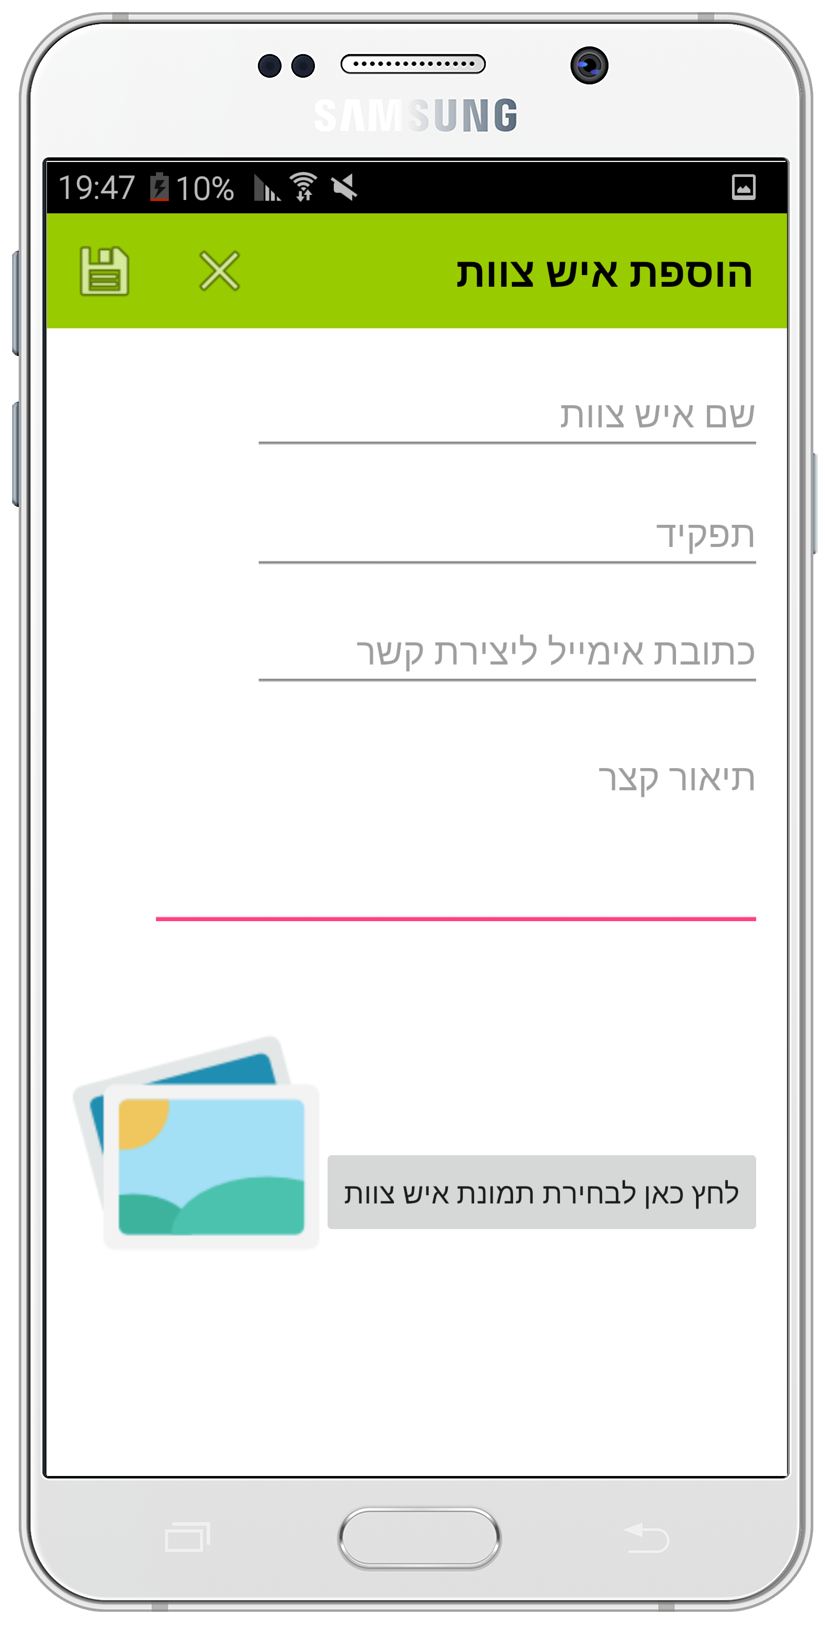 SAMSUNG
19:47 10%
הוספת איש צוות
שם איש צוות
תפקיד
כתובת אימייל ליצירת קשר
תיאור קצר
לחץ כאן לבחירת תמונת איש צוות